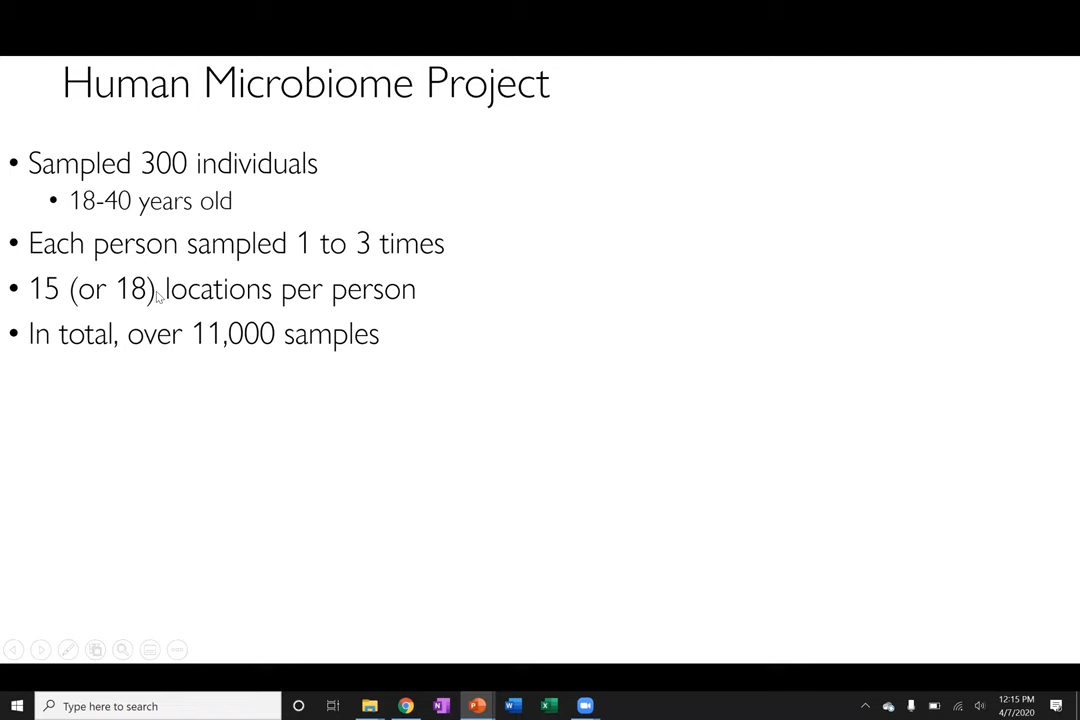 Human Microbiome Project
• Sampled 300 individuals
• 18-40 years old
• Each person sampled 1 to 3 times
• 15 (or 18) locations per person
• In total, over 11,000 samples
Type here to search
12:15 PM
4/7/2020